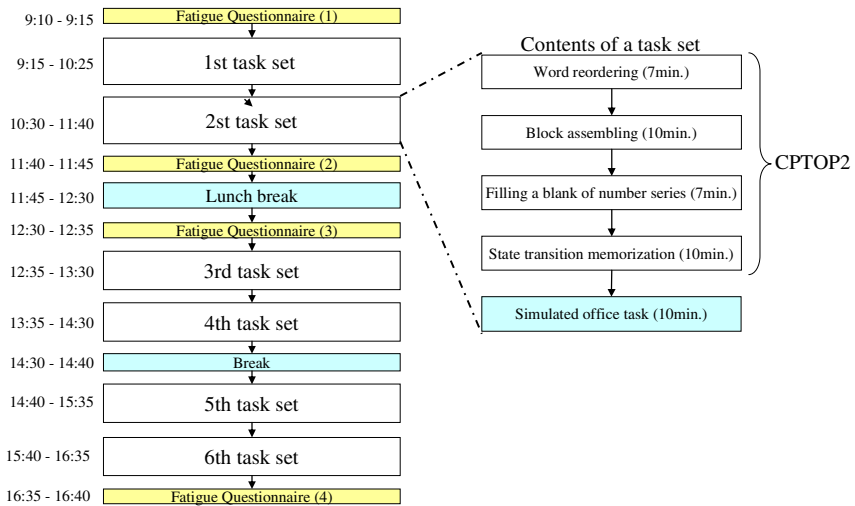 9:10 - 9:15
Fatigue Questionnaire (1)
9:15 - 10:25
1st task set
10:30 - 11:40
2st task set
11:40 - 11:45
Fatigue Questionnaire (2)
11:45 - 12:30
Lunch break
12:30 - 12:35
Fatigue Questionnaire (3)
12:35 - 13:30
3rd task set
13:35 - 14:30
4th task set
14:30 - 14:40
Break
14:40 - 15:35
5th task set
15:40 - 16:35
6th task set
16:35 - 16:40
Fatigue Questionnaire (4)
Contents of a task set
Word reordering (7min.)
Block assembling (10min.)
Filling a blank of number series (7min.)
State transition memorization (10min.)
Simulated office task (10min.)
CPTOP2